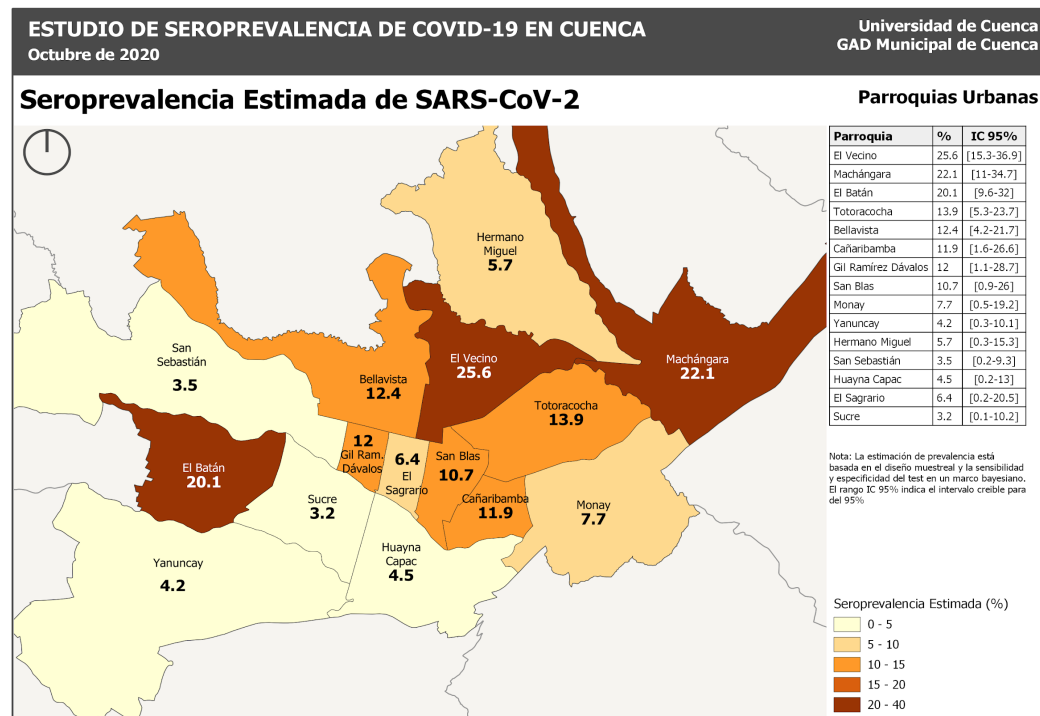 ESTUDIO DE SEROPREVALENCIA DE COVID-19 EN CUENCA
Octubre de 2020
Universidad de Cuenca
GAD Municipal de Cuenca
Seroprevalencia Estimada de SARS-CoV-2
Parroquias Urbanas
Hermano
Miguel
5.7
San
Sebastián
3.5
Bellavista
12.4
El Vecino
25.6
Machángara
22.1
Totoracocha
13.9
El Batán
20.1
12
Gil Ram.
Dávalos
6.4
El
Sagrario
San Blas
10.7
Cañaribamba
11.9
Sucre
3.2
Monay
7.7
Huayna
Capac
4.5
Yanuncay
4.2
Parroquia % IC 95%
El Vecino 25.6 [15.3-36.9]
Machángara 22.1 [11-34.7]
El Batán 20.1 [9.6-32]
Totoracocha 13.9 [5.3-23.7]
Bellavista 12.4 [4.2-21.7]
Cañaribamba 11.9 [1.6-26.6]
Gil Ramírez Dávalos 12 [1.1-28.7]
San Blas 10.7 [0.9-26]
Monay 7.7 [0.5-19.2]
Yanuncay 4.2 [0.3-10.1]
Hermano Miguel 5.7 [0.3-15.3]
San Sebastián 3.5 [0.2-9.3]
Huayna Capac 4.5 [0.2-13]
El Sagrario 6.4 [0.2-20.5]
Sucre 3.2 [0.1-10.2]
Nota: La estimación de prevalencia está
basada en el diseño muestreal y la sensibilidad
y especificidad del test en un marco bayesiano.
El rango IC 95% indica el intervalo creible para
del 95%
Seroprevalencia Estimada (%)
0 - 5
5 - 10
10 - 15
15 - 20
20 - 40